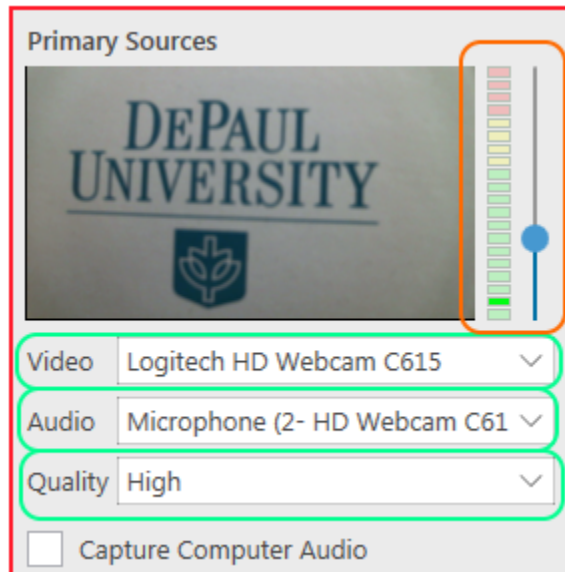 Primary Sources
DEPAUL
UNIVERSITY
Video Logitech HD Webcam C615
Audio Microphone (2- HD Webcam C61
Quality High
Capture Computer Audio